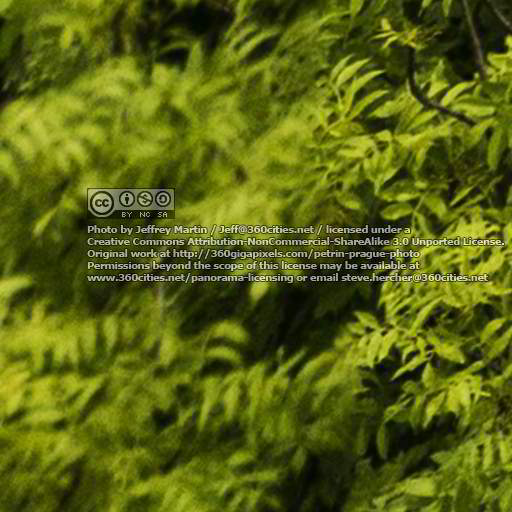 cc
BY NC SA
Photo by Jeffrey Martin / Jeff@360cities.net / licensed under a
Creative Commons Attribution-NonCommercial-ShareAlike 3.0 Unported License.
Original work at http://360gigapixels.com/petrin-prague-photo
Permissions beyond the scope of this license may be available at
www.360cities.net/panorama-licensing or email steve.hercher@360cities.net